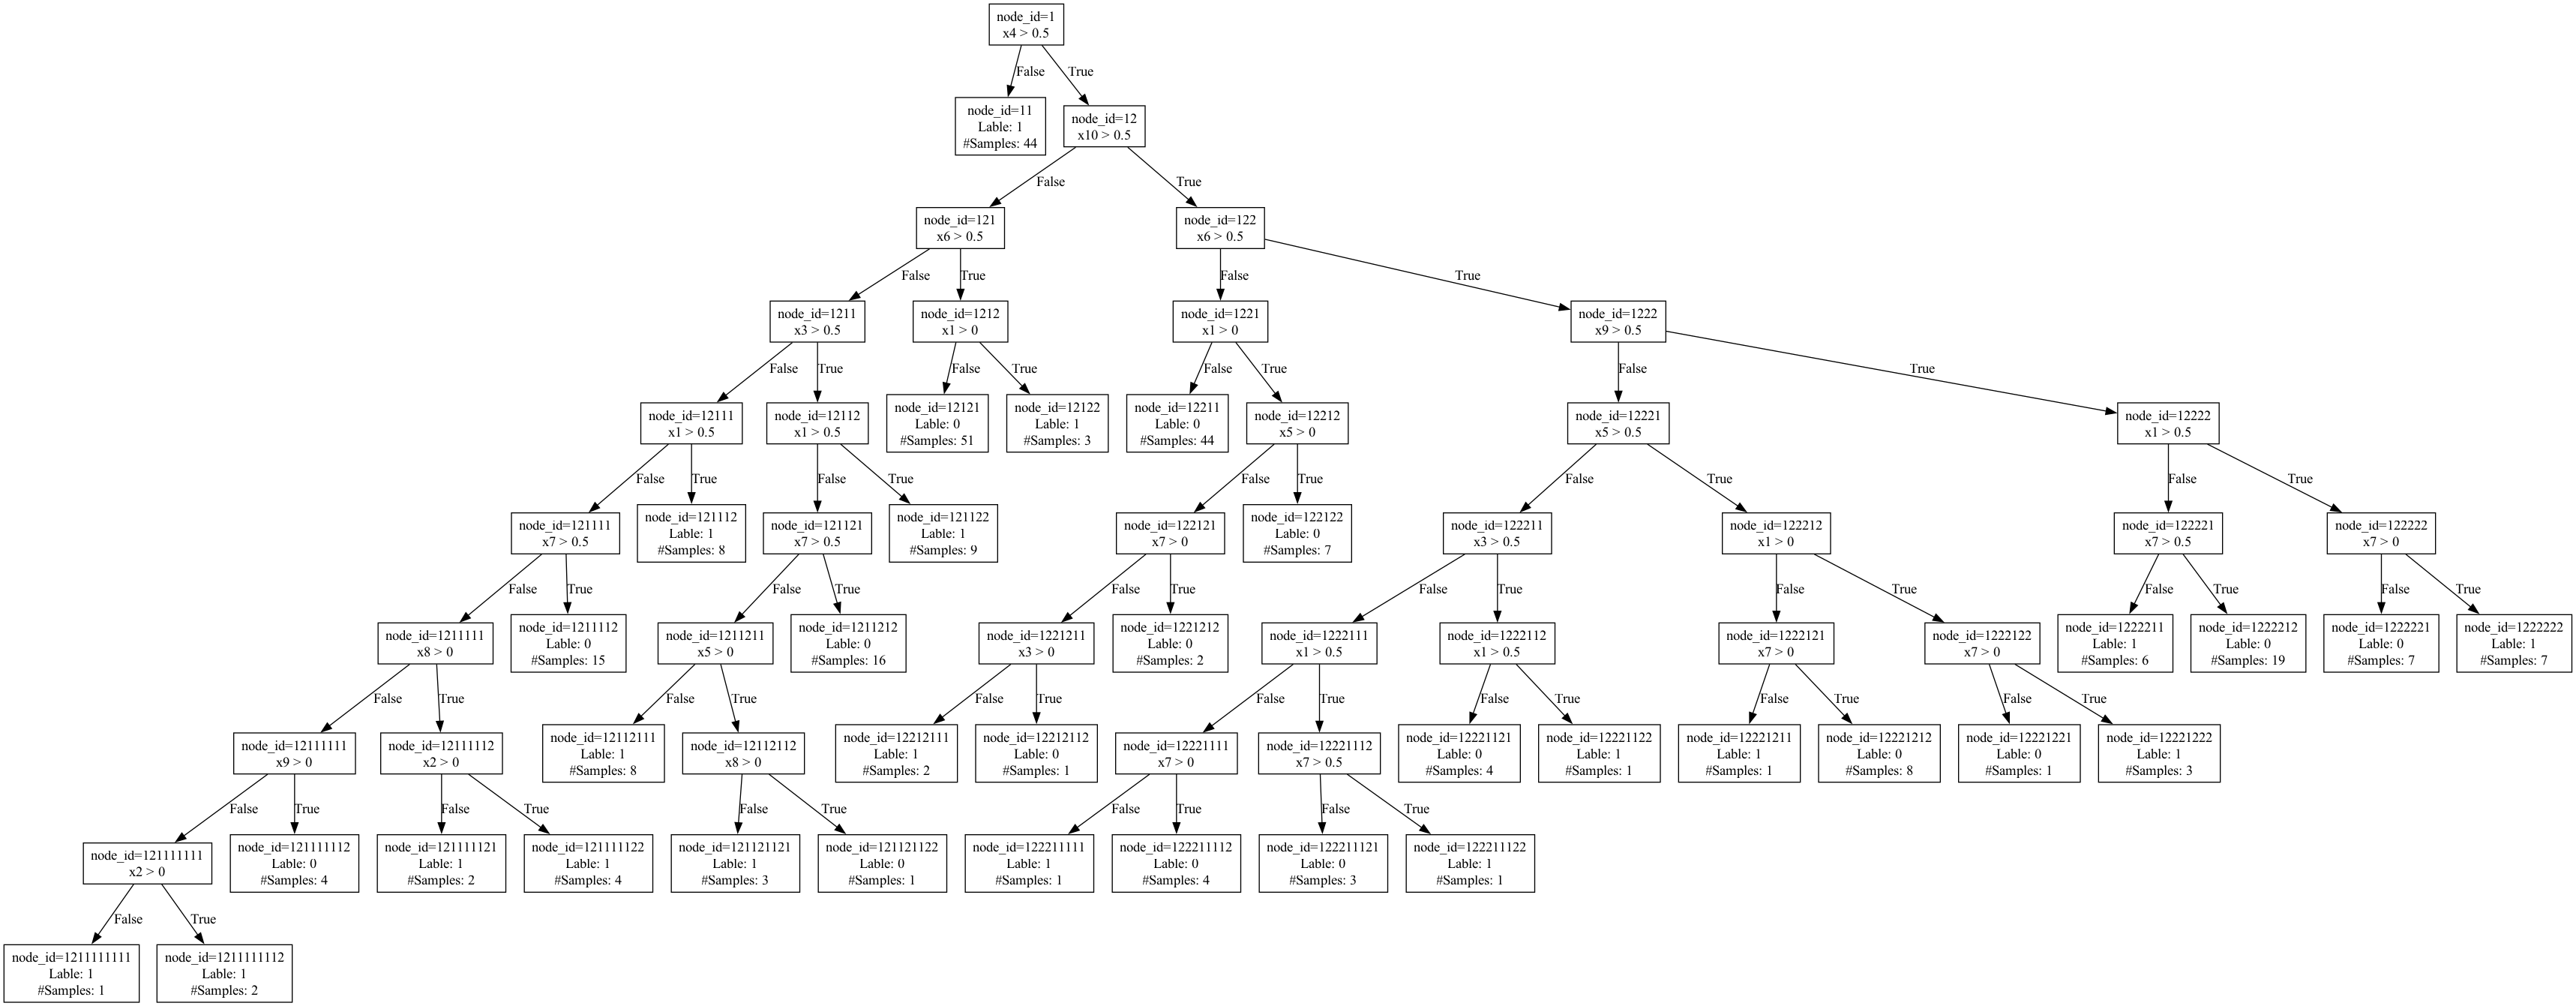 node_id=1
x4 > 0.5
False
True
node_id=11
Lable: 1
#Samples: 44
node_id=12
x10 > 0.5
False
True
node_id=121
x6 > 0.5
node_id=122
x6 > 0.5
False
True
False
True
node_id=1211
x3 > 0.5
node_id=1212
x1 > 0
node_id=1221
x1 > 0
node_id=1222
x9 > 0.5
False
True
False
True
False
True
False
True
node_id=12111
x1 > 0.5
node_id=12112
x1 > 0.5
node_id=12121
Lable: 0
#Samples: 51
node_id=12122
Lable: 1
#Samples: 3
node_id=12211
Lable: 0
#Samples: 44
node_id=12212
x5 > 0
node_id=12221
x5 > 0.5
node_id=12222
x1 > 0.5
False
True
False
True
False
True
False
True
False
True
node_id=121111
x7 > 0.5
node_id=121112
Lable: 1
#Samples: 8
node_id=121121
x7 > 0.5
node_id=121122
Lable: 1
#Samples: 9
node_id=122121
x7 > 0
node_id=122122
Lable: 0
#Samples: 7
node_id=122211
x3 > 0.5
node_id=122212
x1 > 0
node_id=122221
x7 > 0.5
node_id=122222
x7 > 0
False
True
False
True
False
True
False
True
False
True
False
True
False
True
node_id=1211111
x8 > 0
node_id=1211112
Lable: 0
#Samples: 15
node_id=1211211
x5 > 0
node_id=1211212
Lable: 0
#Samples: 16
node_id=1221211
x3 > 0
node_id=1221212
Lable: 0
#Samples: 2
node_id=1222111
x1 > 0.5
node_id=1222112
x1 > 0.5
node_id=1222121
x7 > 0
node_id=1222122
x7 > 0
node_id=1222211
Lable: 1
#Samples: 6
node_id=1222212
Lable: 0
#Samples: 19
node_id=1222221
Lable: 0
#Samples: 7
node_id=1222222
Lable: 1
#Samples: 7
False
True
False
True
False
True
False
True
False
True
False
True
False
True
node_id=12111111
x9 > 0
node_id=12111112
x2 > 0
node_id=12112111
Lable: 1
#Samples: 8
node_id=12112112
x8 > 0
node_id=12212111
Lable: 1
#Samples: 2
node_id=12212112
Lable: 0
#Samples: 1
node_id=12221111
x7 > 0
node_id=12221112
x7 > 0.5
node_id=12221121
Lable: 0
#Samples: 4
node_id=12221122
Lable: 1
#Samples: 1
node_id=12221211
Lable: 1
#Samples: 1
node_id=12221212
Lable: 0
#Samples: 8
node_id=12221221
Lable: 0
#Samples: 1
node_id=12221222
Lable: 1
#Samples: 3
False
True
False
True
False
True
False
True
False
True
node_id=121111111
x2 > 0
node_id=121111112
Lable: 0
#Samples: 4
node_id=121111121
Lable: 1
#Samples: 2
node_id=121111122
Lable: 1
#Samples: 4
node_id=121121121
Lable: 1
#Samples: 3
node_id=121121122
Lable: 0
#Samples: 1
node_id=122211111
Lable: 1
#Samples: 1
node_id=122211112
Lable: 0
#Samples: 4
node_id=122211121
Lable: 0
#Samples: 3
node_id=122211122
Lable: 1
#Samples: 1
False
True
node_id=1211111111
Lable: 1
#Samples: 1
node_id=1211111112
Lable: 1
#Samples: 2